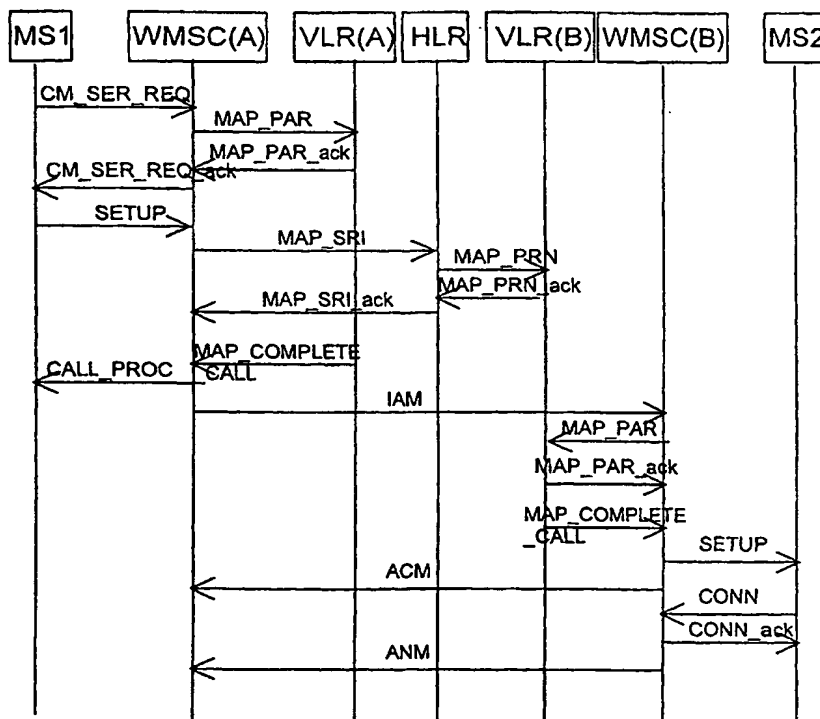 MS1 WMSC(A) VLR(A) HLR VLR(B) WMSC(B) MS2
CM_SER_REQ
MAP_PAR
MAP_PAR_ack
CM_SER_REQ_ack
SETUP
MAP_SRI
MAP_PRN
MAP_PRN_ack
MAP_SRI_ack
MAP_COMPLETE
_CALL
CALL_PROC
IAM
MAP_PAR
MAP_PAR_ack
MAP_COMPLETE
_CALL
SETUP
ACM
CONN
CONN_ack
ANM